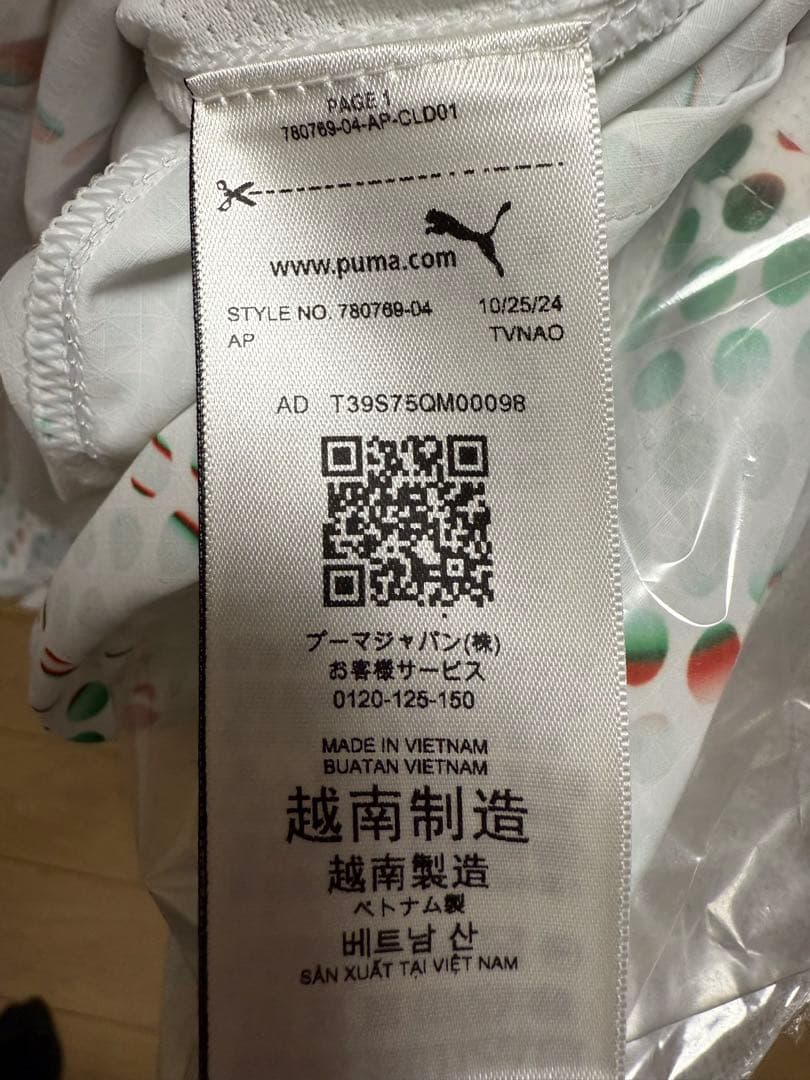 PAGE 1
780769-04-AP-CLD01
www.puma.com
STYLE NO. 780769-04 10/25/24
AP TVNAO
AD T39S75QM00098
プーマジャパン(株)
お客様サービス
0120-125-150
MADE IN VIETNAM
BUATAN VIETNAM
越南制造
越南製造
ベトナム製
베트남 산
SẢN XUẤT TẠI VIỆT NAM